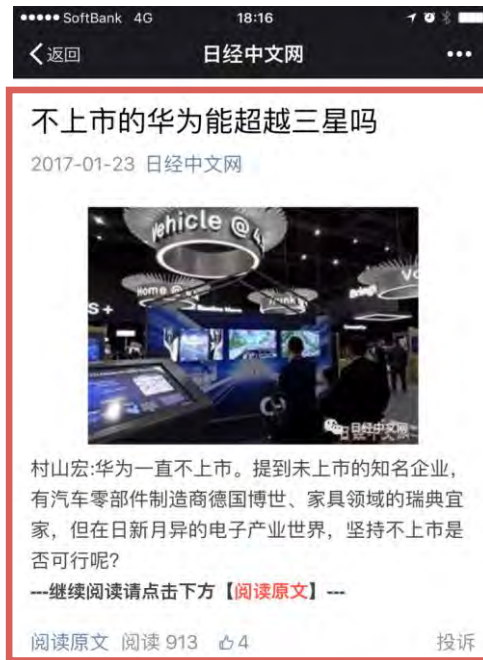 ●●●●● SoftBank 4G 18:16
返回 日经中文网 •••
不上市的华为能超越三星吗
2017-01-23 日经中文网
Vehicle @
Home @
S+
日经中文网
村山宏:华为一直不上市。提到未上市的知名企业，
有汽车零部件制造商德国博世、家具领域的瑞典宜
家，但在日新月异的电子产业世界，坚持不上市是
否可行呢?
---继续阅读请点击下方【阅读原文】---
阅读原文 阅读 913 4 投诉